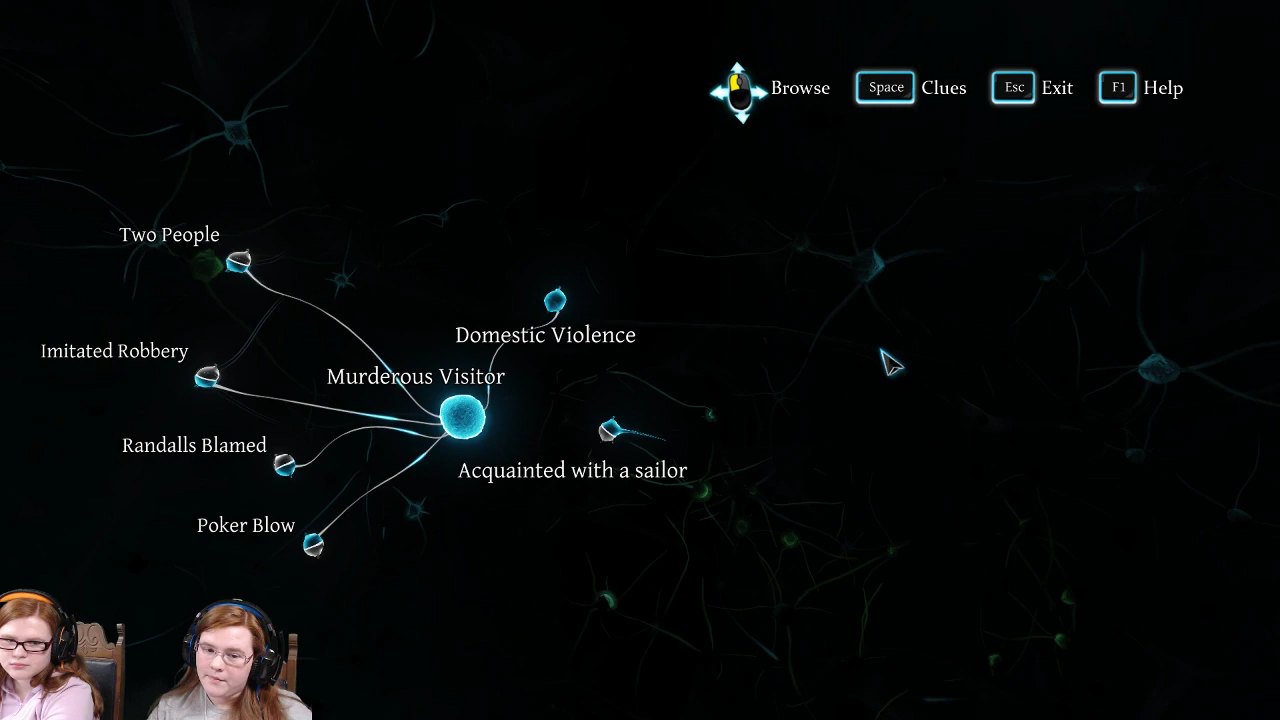 Browse
Space Clues
Esc Exit
F1 Help
Two People
Domestic Violence
Imitated Robbery
Murderous Visitor
Randalls Blamed
Acquainted with a sailor
Poker Blow